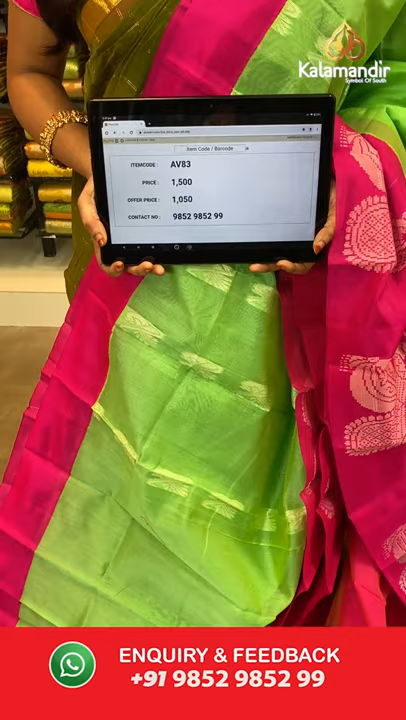 Kalamandir
Symbol Of South
Item Code / Barcode
ITEMCODE : AV83
PRICE : 1,500
OFFER PRICE : 1,050
CONTACT NO : 9852 9852 99
ENQUIRY & FEEDBACK
+91 9852 9852 99